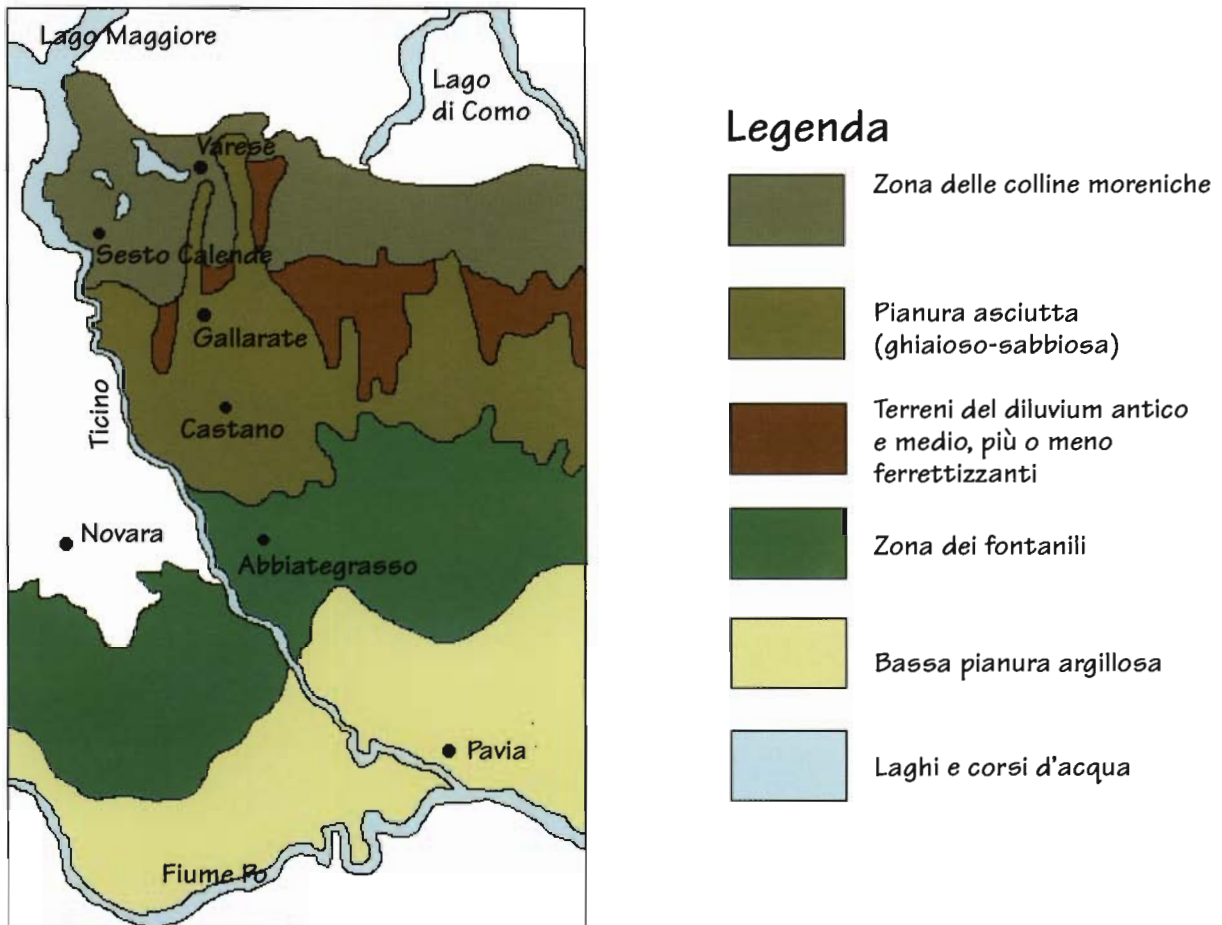 Lago Maggiore
Lago
di Como
Varese
Sesto Calende
Gallarate
Ticino
Castano
Novara
Abbiategrasso
Pavia
Fiume Po
Legenda
Zona delle colline moreniche
Pianura asciutta
(ghiaioso-sabbiosa)
Terreni del diluvium antico
e medio, più o meno
ferrettizzanti
Zona dei fontanili
Bassa pianura argillosa
Laghi e corsi d'acqua